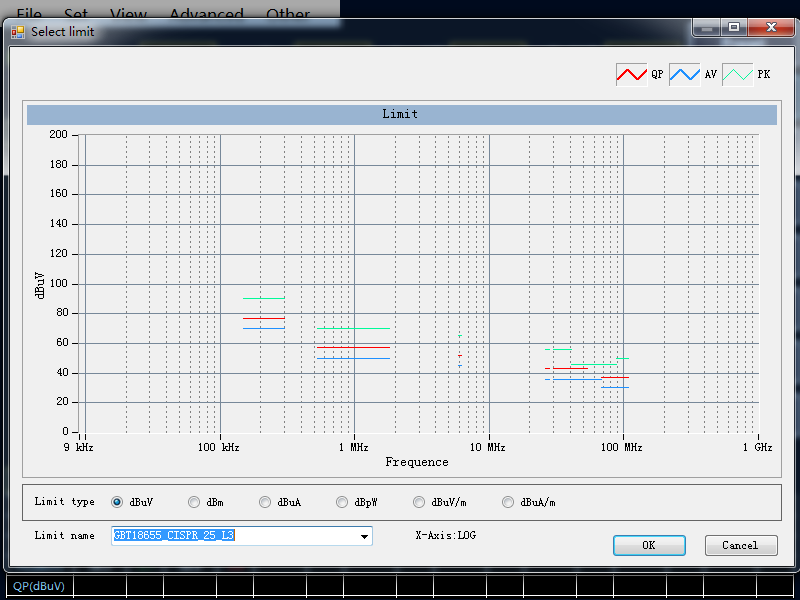 File Set View Advanced Other
Select limit
QP AV PK
Limit
200
180
160
140
120
100
80
60
40
20
0
dBuV
9 kHz 100 kHz 1 MHz 10 MHz 100 MHz 1 GHz
Frequence
Limit type dBuV dBm dBuA dBpW dBuV/m dBuA/m
Limit name GBT18655_CISPR_25_L3 X-Axis:LOG OK Cancel
QP(dBuV)